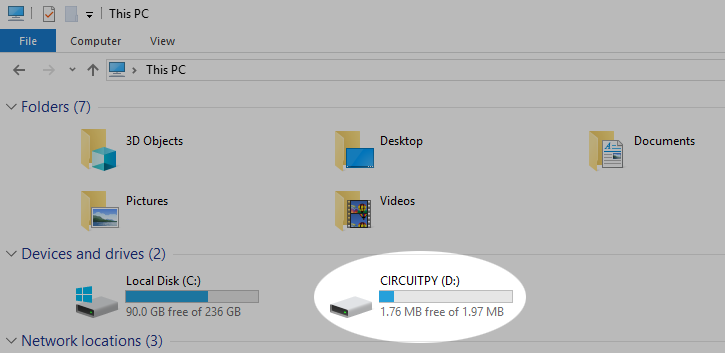 This PC
File Computer View
This PC
Folders (7)
3D Objects Desktop Documents
Pictures Videos
Devices and drives (2)
Local Disk (C:) CIRCUITPY (D:)
90.0 GB free of 236 GB 1.76 MB free of 1.97 MB
Network locations (3)